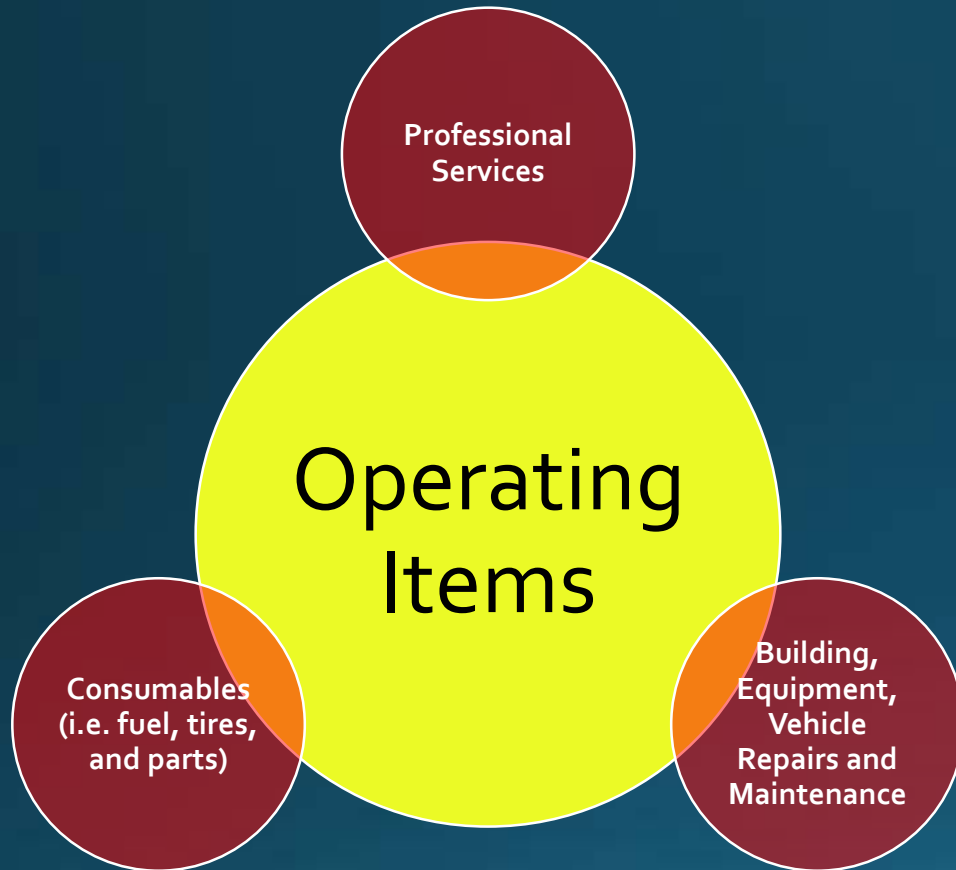 Professional
Services
Operating
Items
Consumables
(i.e. fuel, tires,
and parts)
Building,
Equipment,
Vehicle
Repairs and
Maintenance